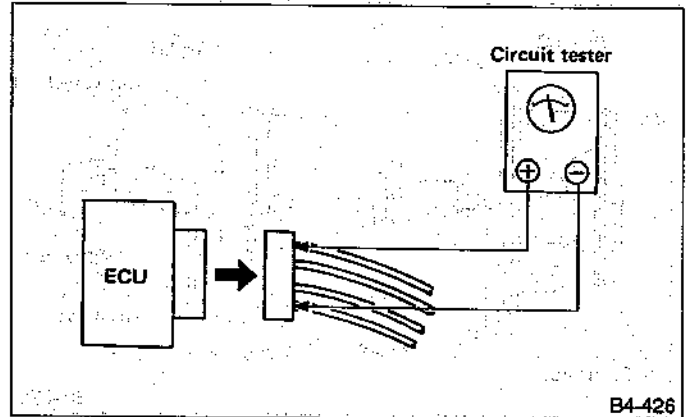 Circuit tester
+ −
ECU
B4-426